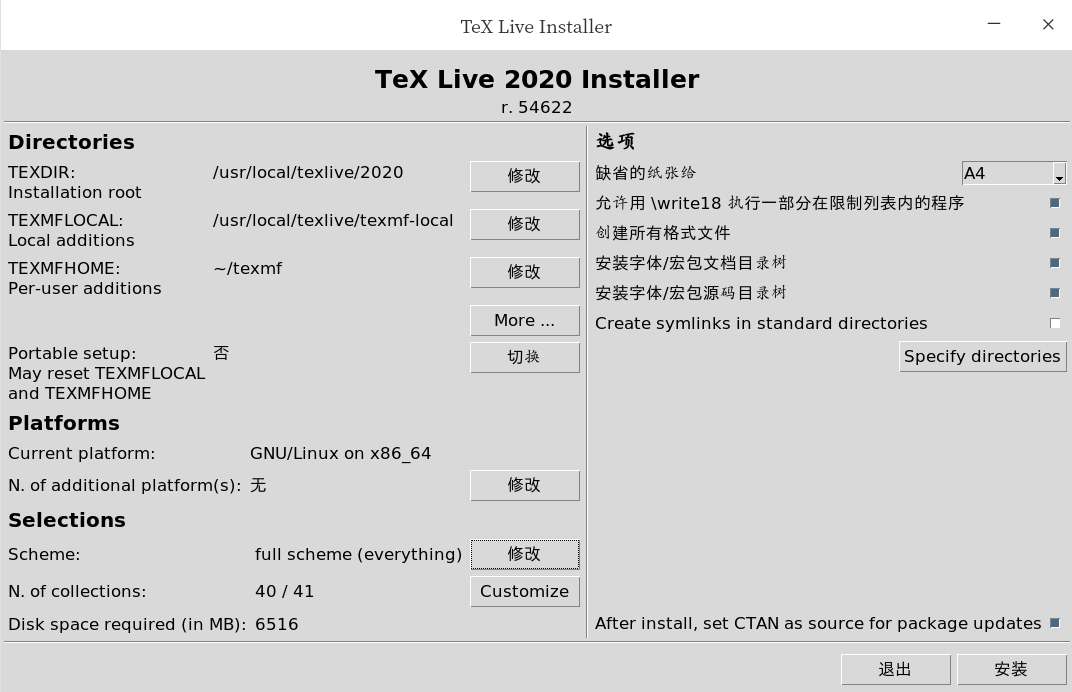 TeX Live Installer
TeX Live 2020 Installer
r. 54622
Directories
TEXDIR: /usr/local/texlive/2020 修改
Installation root
TEXMFLOCAL: /usr/local/texlive/texmf-local 修改
Local additions
TEXMFHOME: ~/texmf 修改
Per-user additions
More ...
Portable setup: 否 切换
May reset TEXMFLOCAL
and TEXMFHOME
Platforms
Current platform: GNU/Linux on x86_64
N. of additional platform(s): 无 修改
Selections
Scheme: full scheme (everything) 修改
N. of collections: 40 / 41 Customize
Disk space required (in MB): 6516
选项
缺省的纸张给 A4
允许用 \write18 执行一部分在限制列表内的程序
创建所有格式文件
安装字体/宏包文档目录树
安装字体/宏包源码目录树
Create symlinks in standard directories
Specify directories
After install, set CTAN as source for package updates
退出 安装